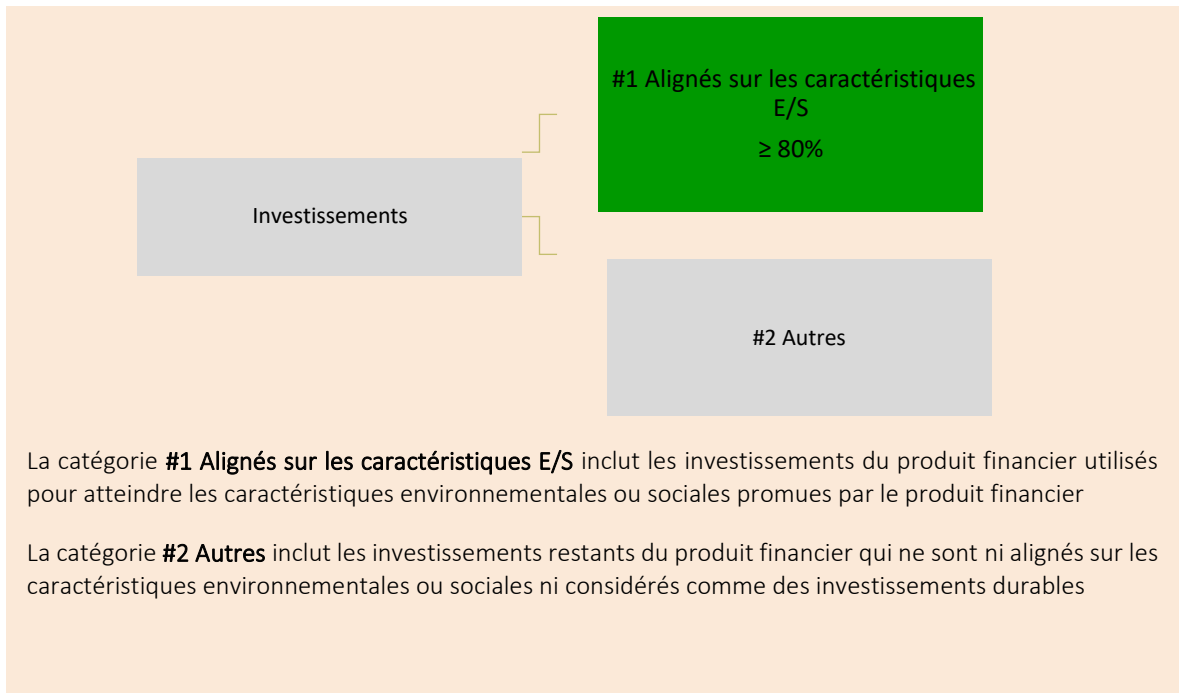 #1 Alignés sur les caractéristiques
E/S
≥ 80%
Investissements
#2 Autres
La catégorie #1 Alignés sur les caractéristiques E/S inclut les investissements du produit financier utilisés
pour atteindre les caractéristiques environnementales ou sociales promues par le produit financier
La catégorie #2 Autres inclut les investissements restants du produit financier qui ne sont ni alignés sur les
caractéristiques environnementales ou sociales ni considérés comme des investissements durables